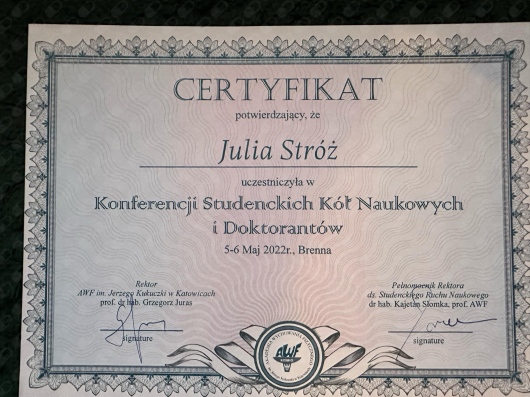 CERTYFIKAT
potwierdzający, że
Julia Stróż
uczestniczyła w
Konferencji Studenckich Kół Naukowych
i Doktorantów
5-6 Maj 2022r., Brenna
Rektor
AWF im. Jerzego Kukuczki w Katowicach
prof. dr hab. Grzegorz Juras
signature
Pełnomocnik Rektora
ds. Studenckiego Ruchu Naukowego
dr hab. Kajetan Słomka, prof. AWF
signature
AWF